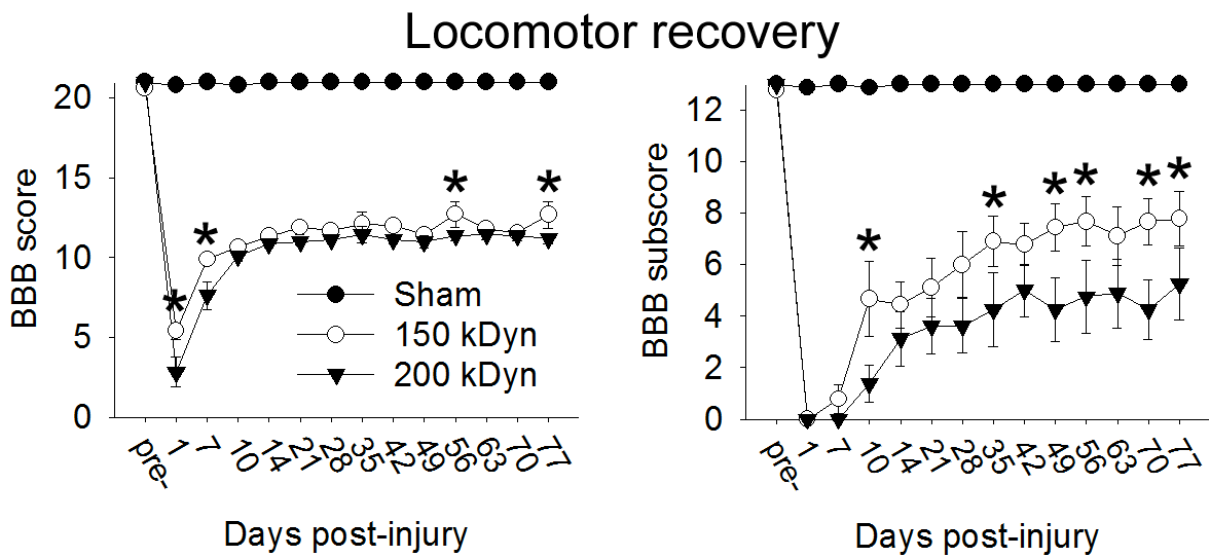 Locomotor recovery
BBB score
20
15
10
5
0
* * * *
Sham
150 kDyn
200 kDyn
pre- 1 7 10 14 21 28 35 42 49 56 63 70 77
Days post-injury
BBB subscore
12
10
8
6
4
2
0
* * * * * *
pre- 1 7 10 14 21 28 35 42 49 56 63 70 77
Days post-injury